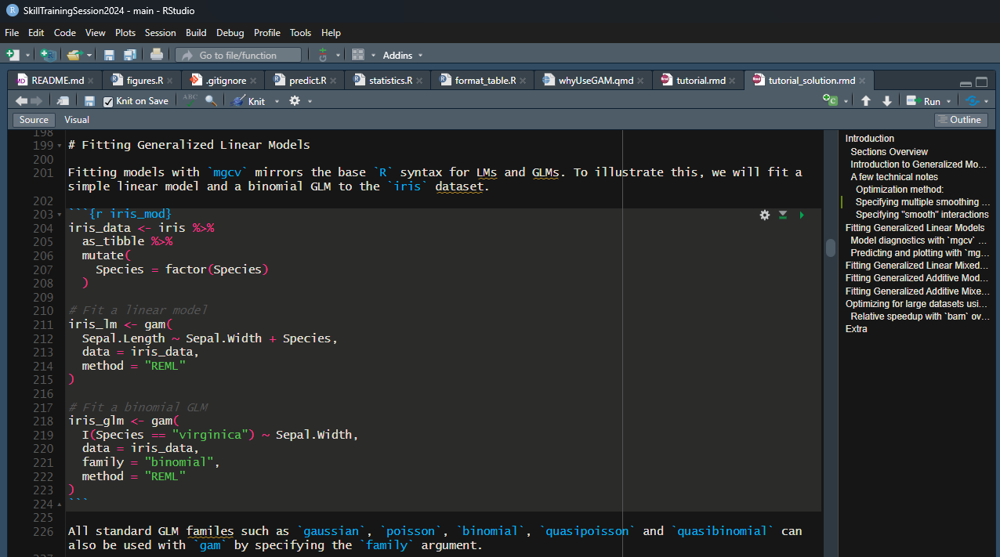 SkillTrainingSession2024 - main - RStudio
File Edit Code View Plots Session Build Debug Profile Tools Help
Go to file/function Addins
README.md figures.R .gitignore predict.R statistics.R format_table.R whyUseGAM.qmd tutorial.rmd tutorial_solution.rmd
Knit on Save ABC Knit Run
Source Visual Outline
198
199 # Fitting Generalized Linear Models
200
201 Fitting models with `mgcv` mirrors the base `R` syntax for LMs and GLMs. To illustrate this, we will fit a
simple linear model and a binomial GLM to the `iris` dataset.
202
203 ```{r iris_mod}
204 iris_data <- iris %>%
205 as_tibble %>%
206 mutate(
207 Species = factor(Species)
208 )
209
210 # Fit a linear model
211 iris_lm <- gam(
212 Sepal.Length ~ Sepal.Width + Species,
213 data = iris_data,
214 method = "REML"
215 )
216
217 # Fit a binomial GLM
218 iris_glm <- gam(
219 I(Species == "virginica") ~ Sepal.Width,
220 data = iris_data,
221 family = "binomial",
222 method = "REML"
223 )
224 ```
225
226 All standard GLM familes such as `gaussian`, `poisson`, `binomial`, `quasipoisson` and `quasibinomial` can
also be used with `gam` by specifying the `family` argument.
227
Introduction
Sections Overview
Introduction to Generalized Mo...
A few technical notes
Optimization method:
Specifying multiple smoothing ...
Specifying "smooth" interactions
Fitting Generalized Linear Models
Model diagnostics with `mgcv` ...
Predicting and plotting with `mg...
Fitting Generalized Linear Mixed...
Fitting Generalized Additive Mod...
Fitting Generalized Additive Mixe...
Optimizing for large datasets usi...
Relative speedup with `bam` ov...
Extra